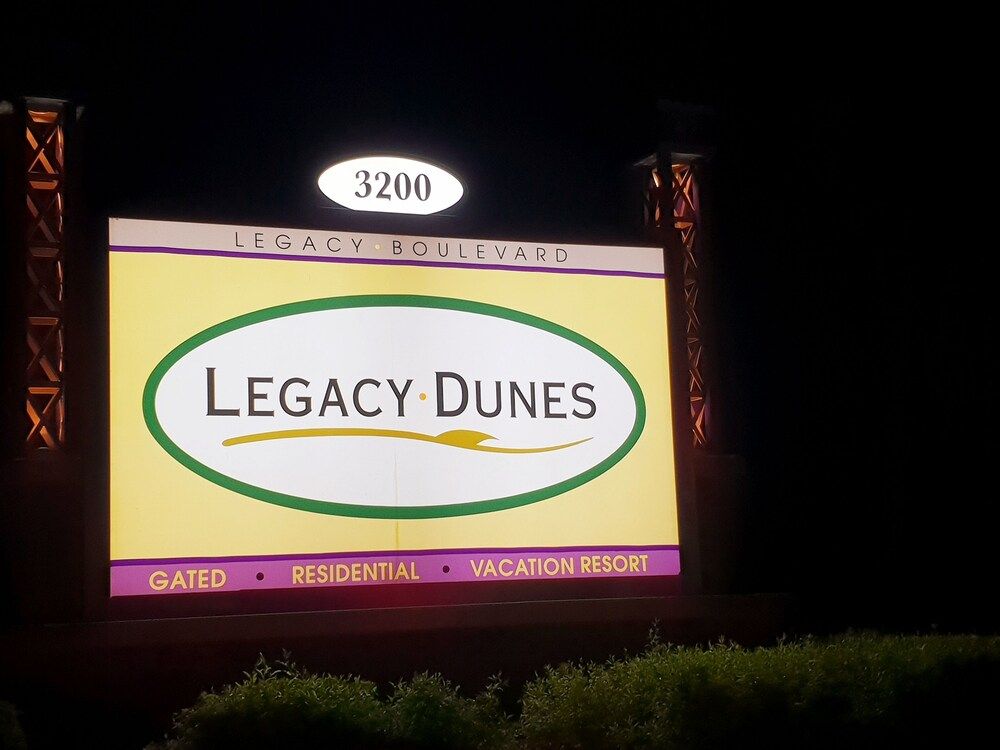 3200
LEGACY · BOULEVARD
LEGACY · DUNES
GATED • RESIDENTIAL • VACATION RESORT